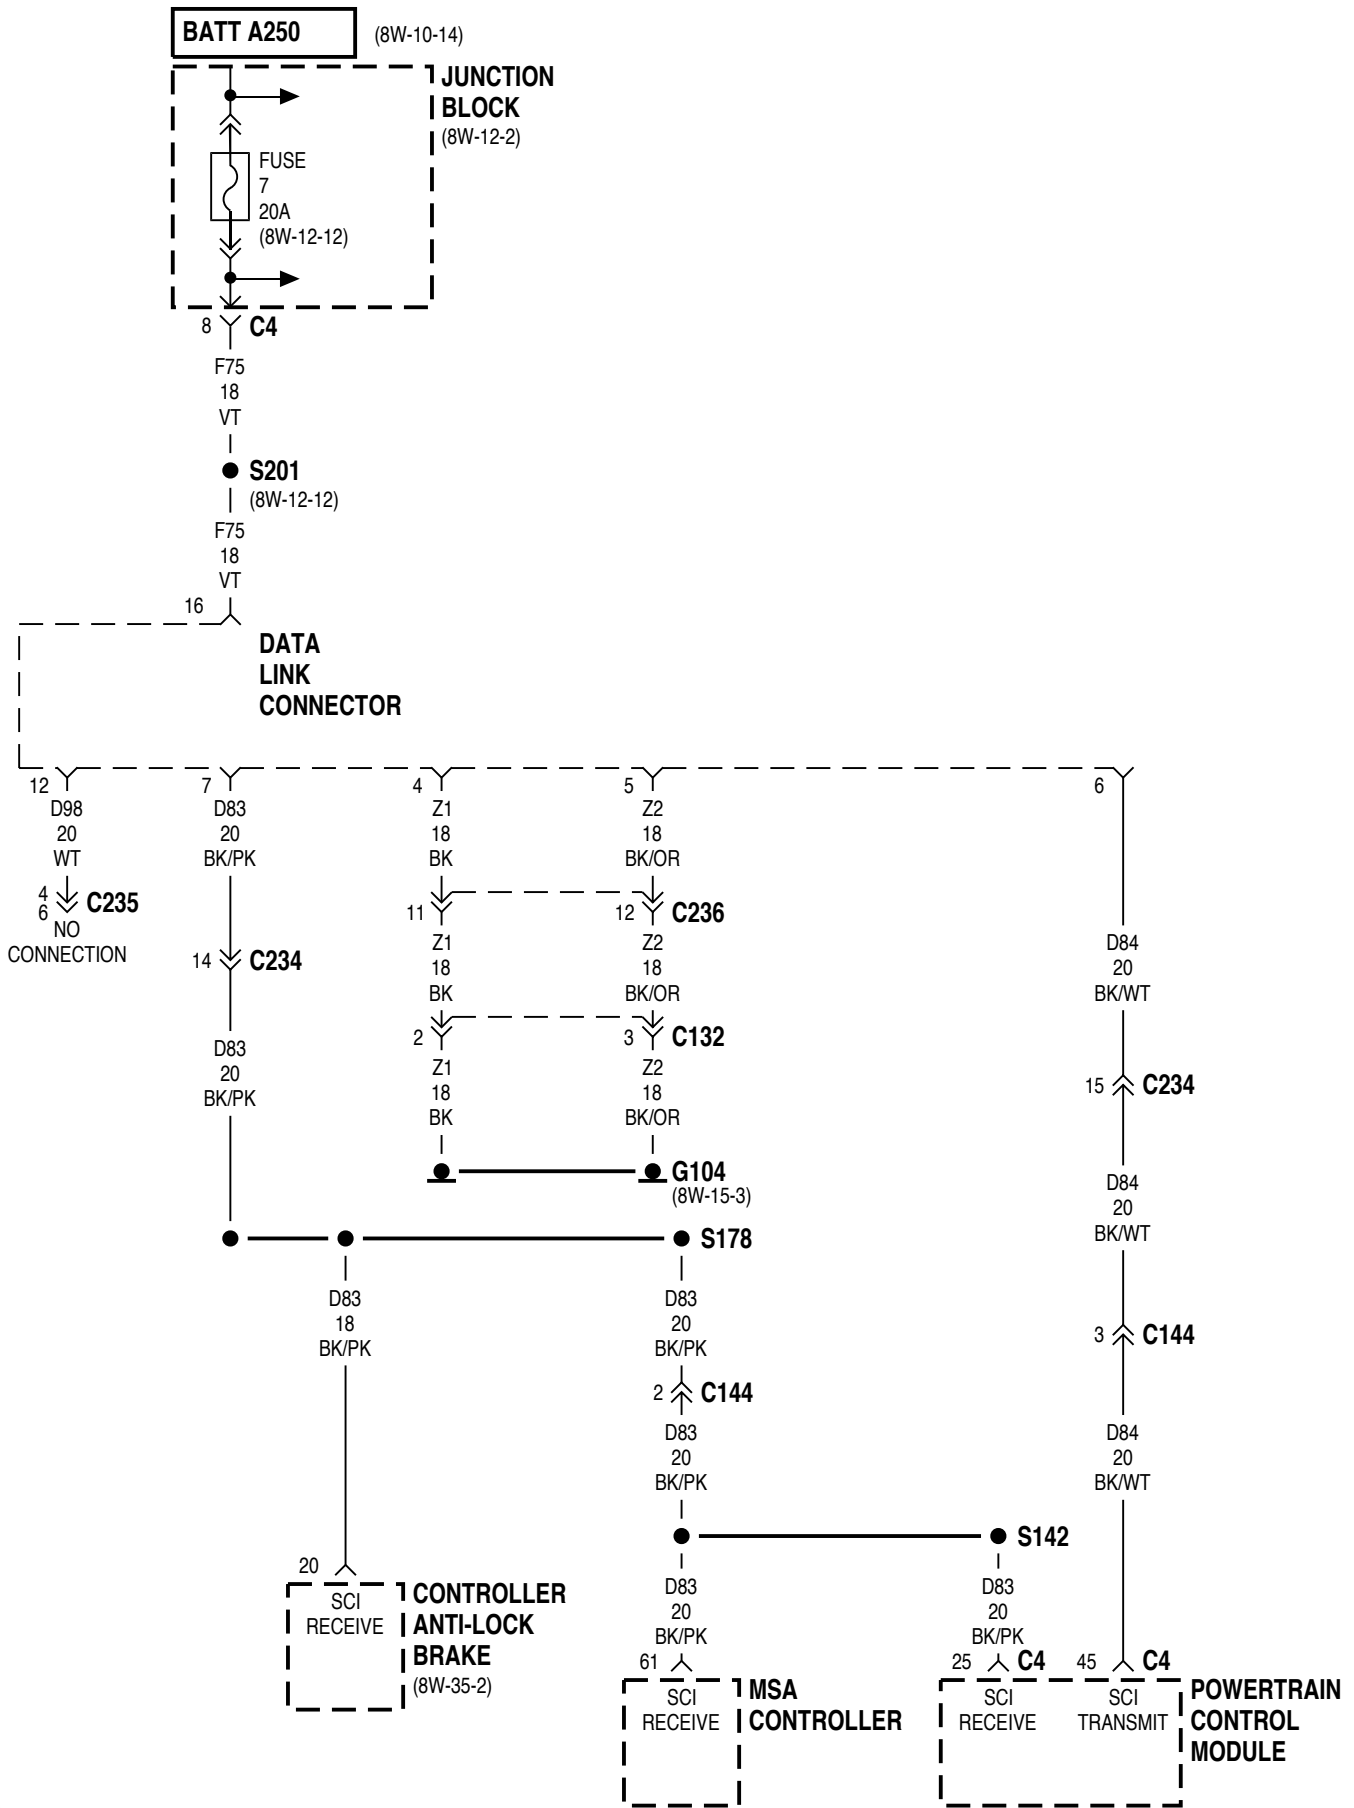 BATT A250 (8W-10-14)
JUNCTION
BLOCK
(8W-12-2)
FUSE
7
20A
(8W-12-12)
8 C4
F75
18
VT
S201
(8W-12-12)
F75
18
VT
16
DATA
LINK
CONNECTOR
12
D98
20
WT
4
6
C235
NO
CONNECTION
7
D83
20
BK/PK
14 C234
D83
20
BK/PK
4
Z1
18
BK
11
Z1
18
BK
2
Z1
18
BK
5
Z2
18
BK/OR
12 C236
Z2
18
BK/OR
3 C132
Z2
18
BK/OR
G104
(8W-15-3)
6
D84
20
BK/WT
15 C234
D84
20
BK/WT
3 C144
D84
20
BK/WT
S178
D83
18
BK/PK
20
SCI
RECEIVE
CONTROLLER
ANTI-LOCK
BRAKE
(8W-35-2)
D83
20
BK/PK
2 C144
D83
20
BK/PK
S142
D83
20
BK/PK
61
SCI
RECEIVE
MSA
CONTROLLER
D83
20
BK/PK
25 C4
45 C4
SCI
RECEIVE
SCI
TRANSMIT
POWERTRAIN
CONTROL
MODULE